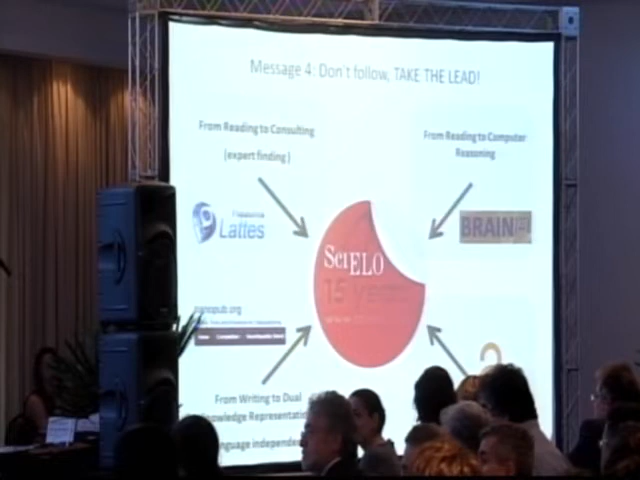 Message 4: Don't follow, TAKE THE LEAD!
From Reading to Consulting
(expert finding)
From Reading to Computer
Reasoning
Lattes
BRAIN
SciELO
15 years
nanopub.org
From Writing to Dual
Knowledge Representation
language independent